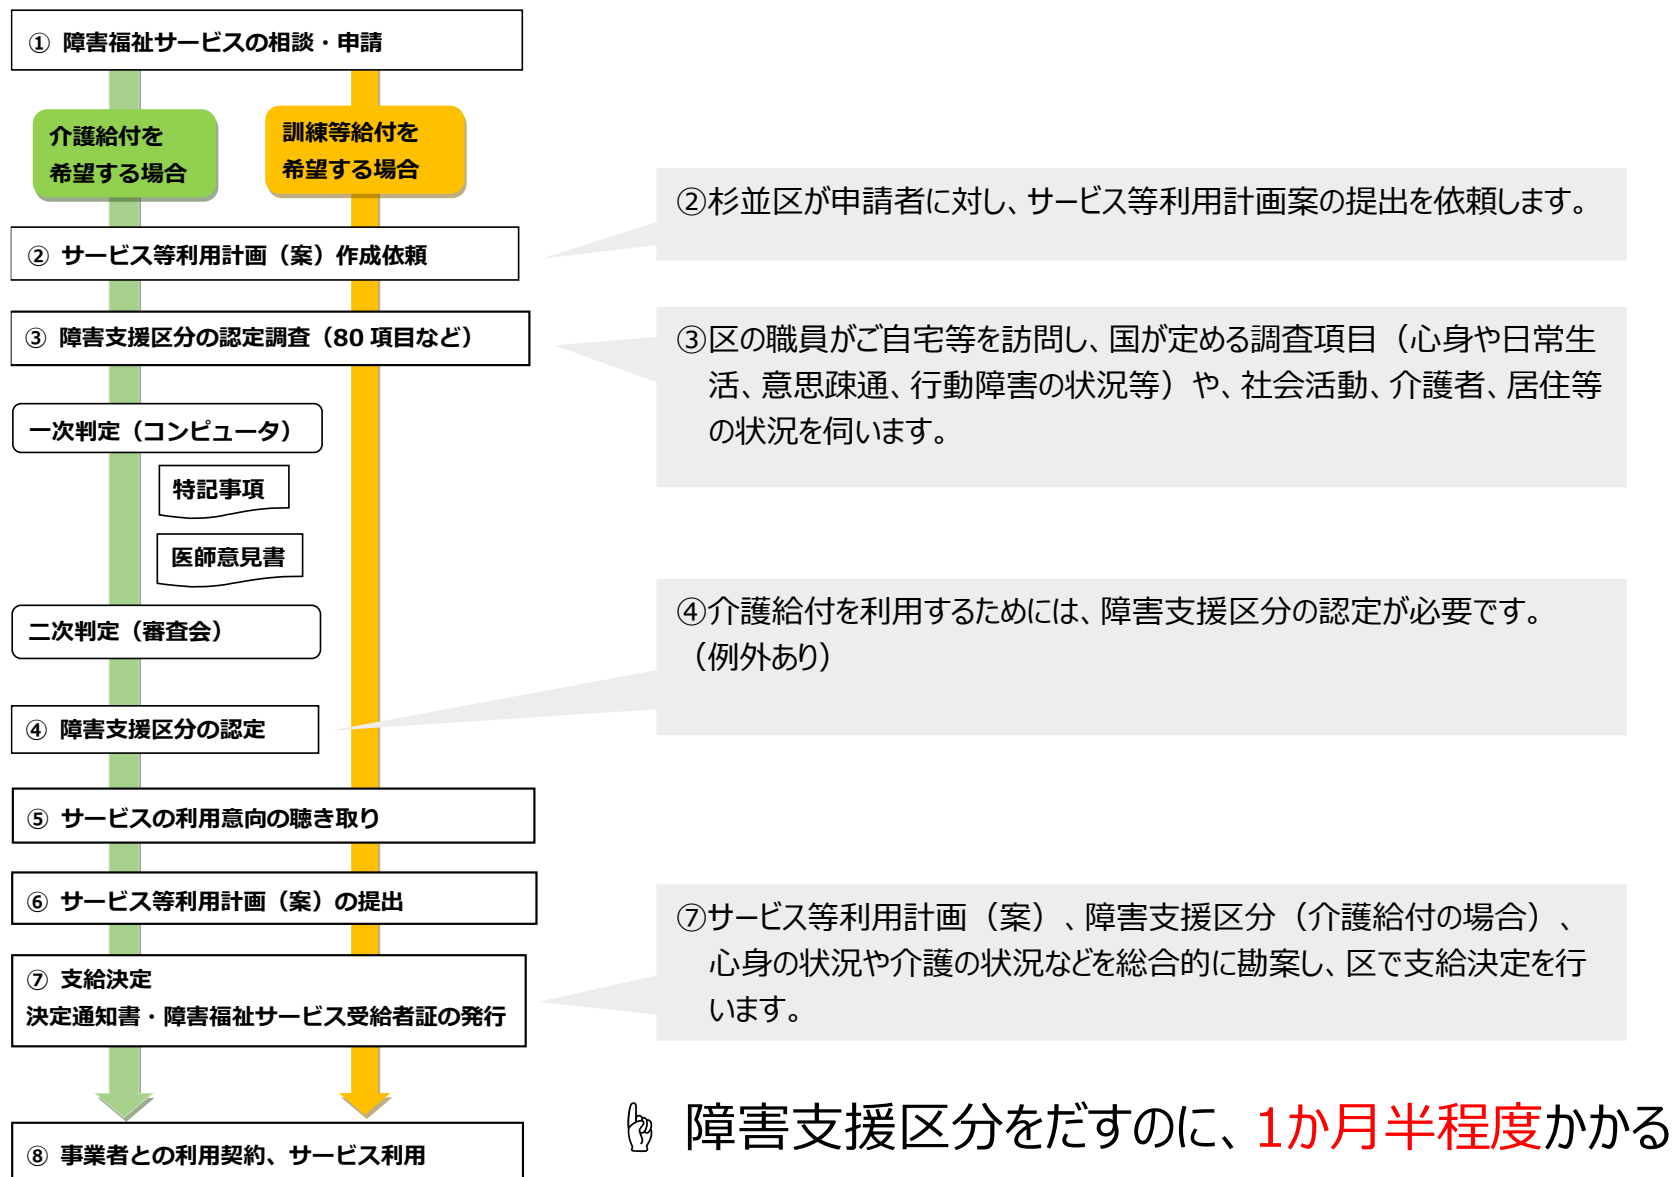 ① 障害福祉サービスの相談・申請
介護給付を
希望する場合
訓練等給付を
希望する場合
② サービス等利用計画（案）作成依頼
②杉並区が申請者に対し、サービス等利用計画案の提出を依頼します。
③ 障害支援区分の認定調査（80 項目など）
③区の職員がご自宅等を訪問し、国が定める調査項目（心身や日常生
活、意思疎通、行動障害の状況等）や、社会活動、介護者、居住等
の状況を伺います。
一次判定（コンピュータ）
特記事項
医師意見書
二次判定（審査会）
④ 障害支援区分の認定
④介護給付を利用するためには、障害支援区分の認定が必要です。
（例外あり）
⑤ サービスの利用意向の聴き取り
⑥ サービス等利用計画（案）の提出
⑦ 支給決定
決定通知書・障害福祉サービス受給者証の発行
⑦サービス等利用計画（案）、障害支援区分（介護給付の場合）、
心身の状況や介護の状況などを総合的に勘案し、区で支給決定を行
います。
⑧ 事業者との利用契約、サービス利用
障害支援区分をだすのに、1か月半程度かかる